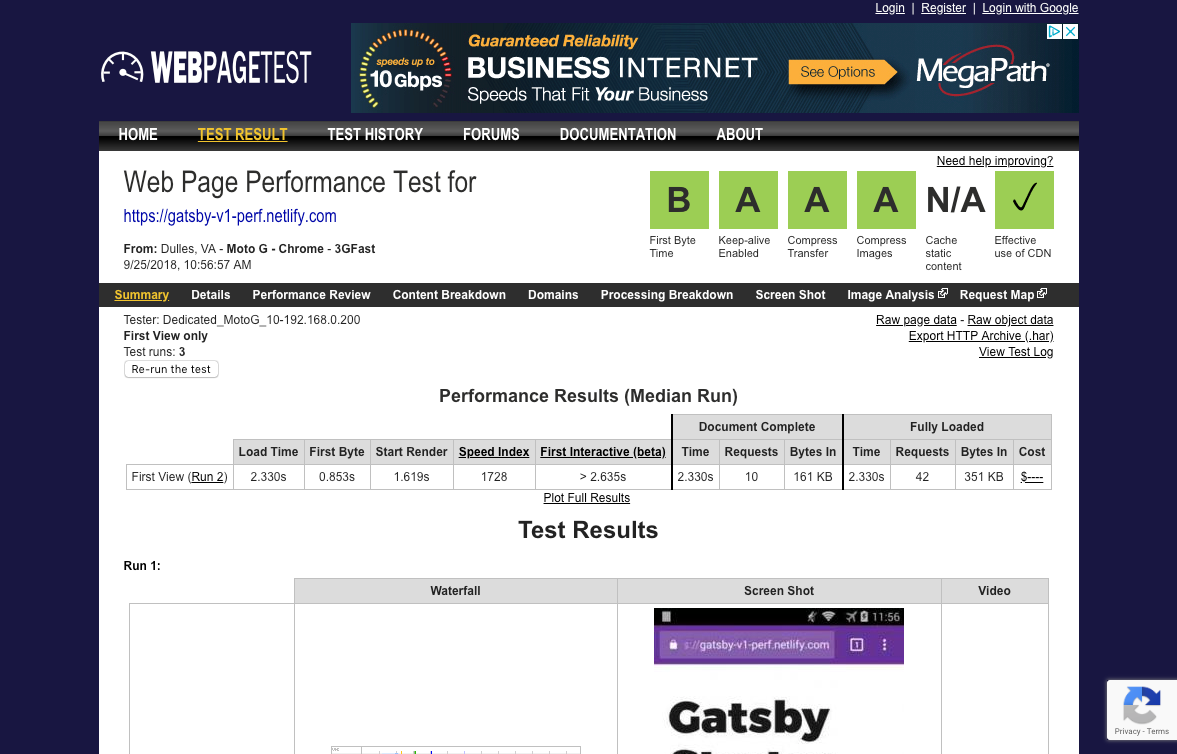 Login | Register | Login with Google
WEBPAGETEST
speeds up to
10 Gbps
Guaranteed Reliability
BUSINESS INTERNET
Speeds That Fit Your Business
See Options
MegaPath
HOME TEST RESULT TEST HISTORY FORUMS DOCUMENTATION ABOUT
Need help improving?
Web Page Performance Test for
https://gatsby-v1-perf.netlify.com
From: Dulles, VA - Moto G - Chrome - 3GFast
9/25/2018, 10:56:57 AM
B A A A N/A ✓
First Byte Time
Keep-alive Enabled
Compress Transfer
Compress Images
Cache static content
Effective use of CDN
Summary Details Performance Review Content Breakdown Domains Processing Breakdown Screen Shot Image Analysis Request Map
Tester: Dedicated_MotoG_10-192.168.0.200
First View only
Test runs: 3
Re-run the test
Raw page data - Raw object data
Export HTTP Archive (.har)
View Test Log
Performance Results (Median Run)
Document Complete Fully Loaded
Load Time First Byte Start Render Speed Index First Interactive (beta) Time Requests Bytes In Time Requests Bytes In Cost
First View (Run 2) 2.330s 0.853s 1.619s 1728 > 2.635s 2.330s 10 161 KB 2.330s 42 351 KB $----
Plot Full Results
Test Results
Run 1:
Waterfall Screen Shot Video
11:56
s://gatsby-v1-perf.netlify.com 1
Gatsby
Privacy - Terms